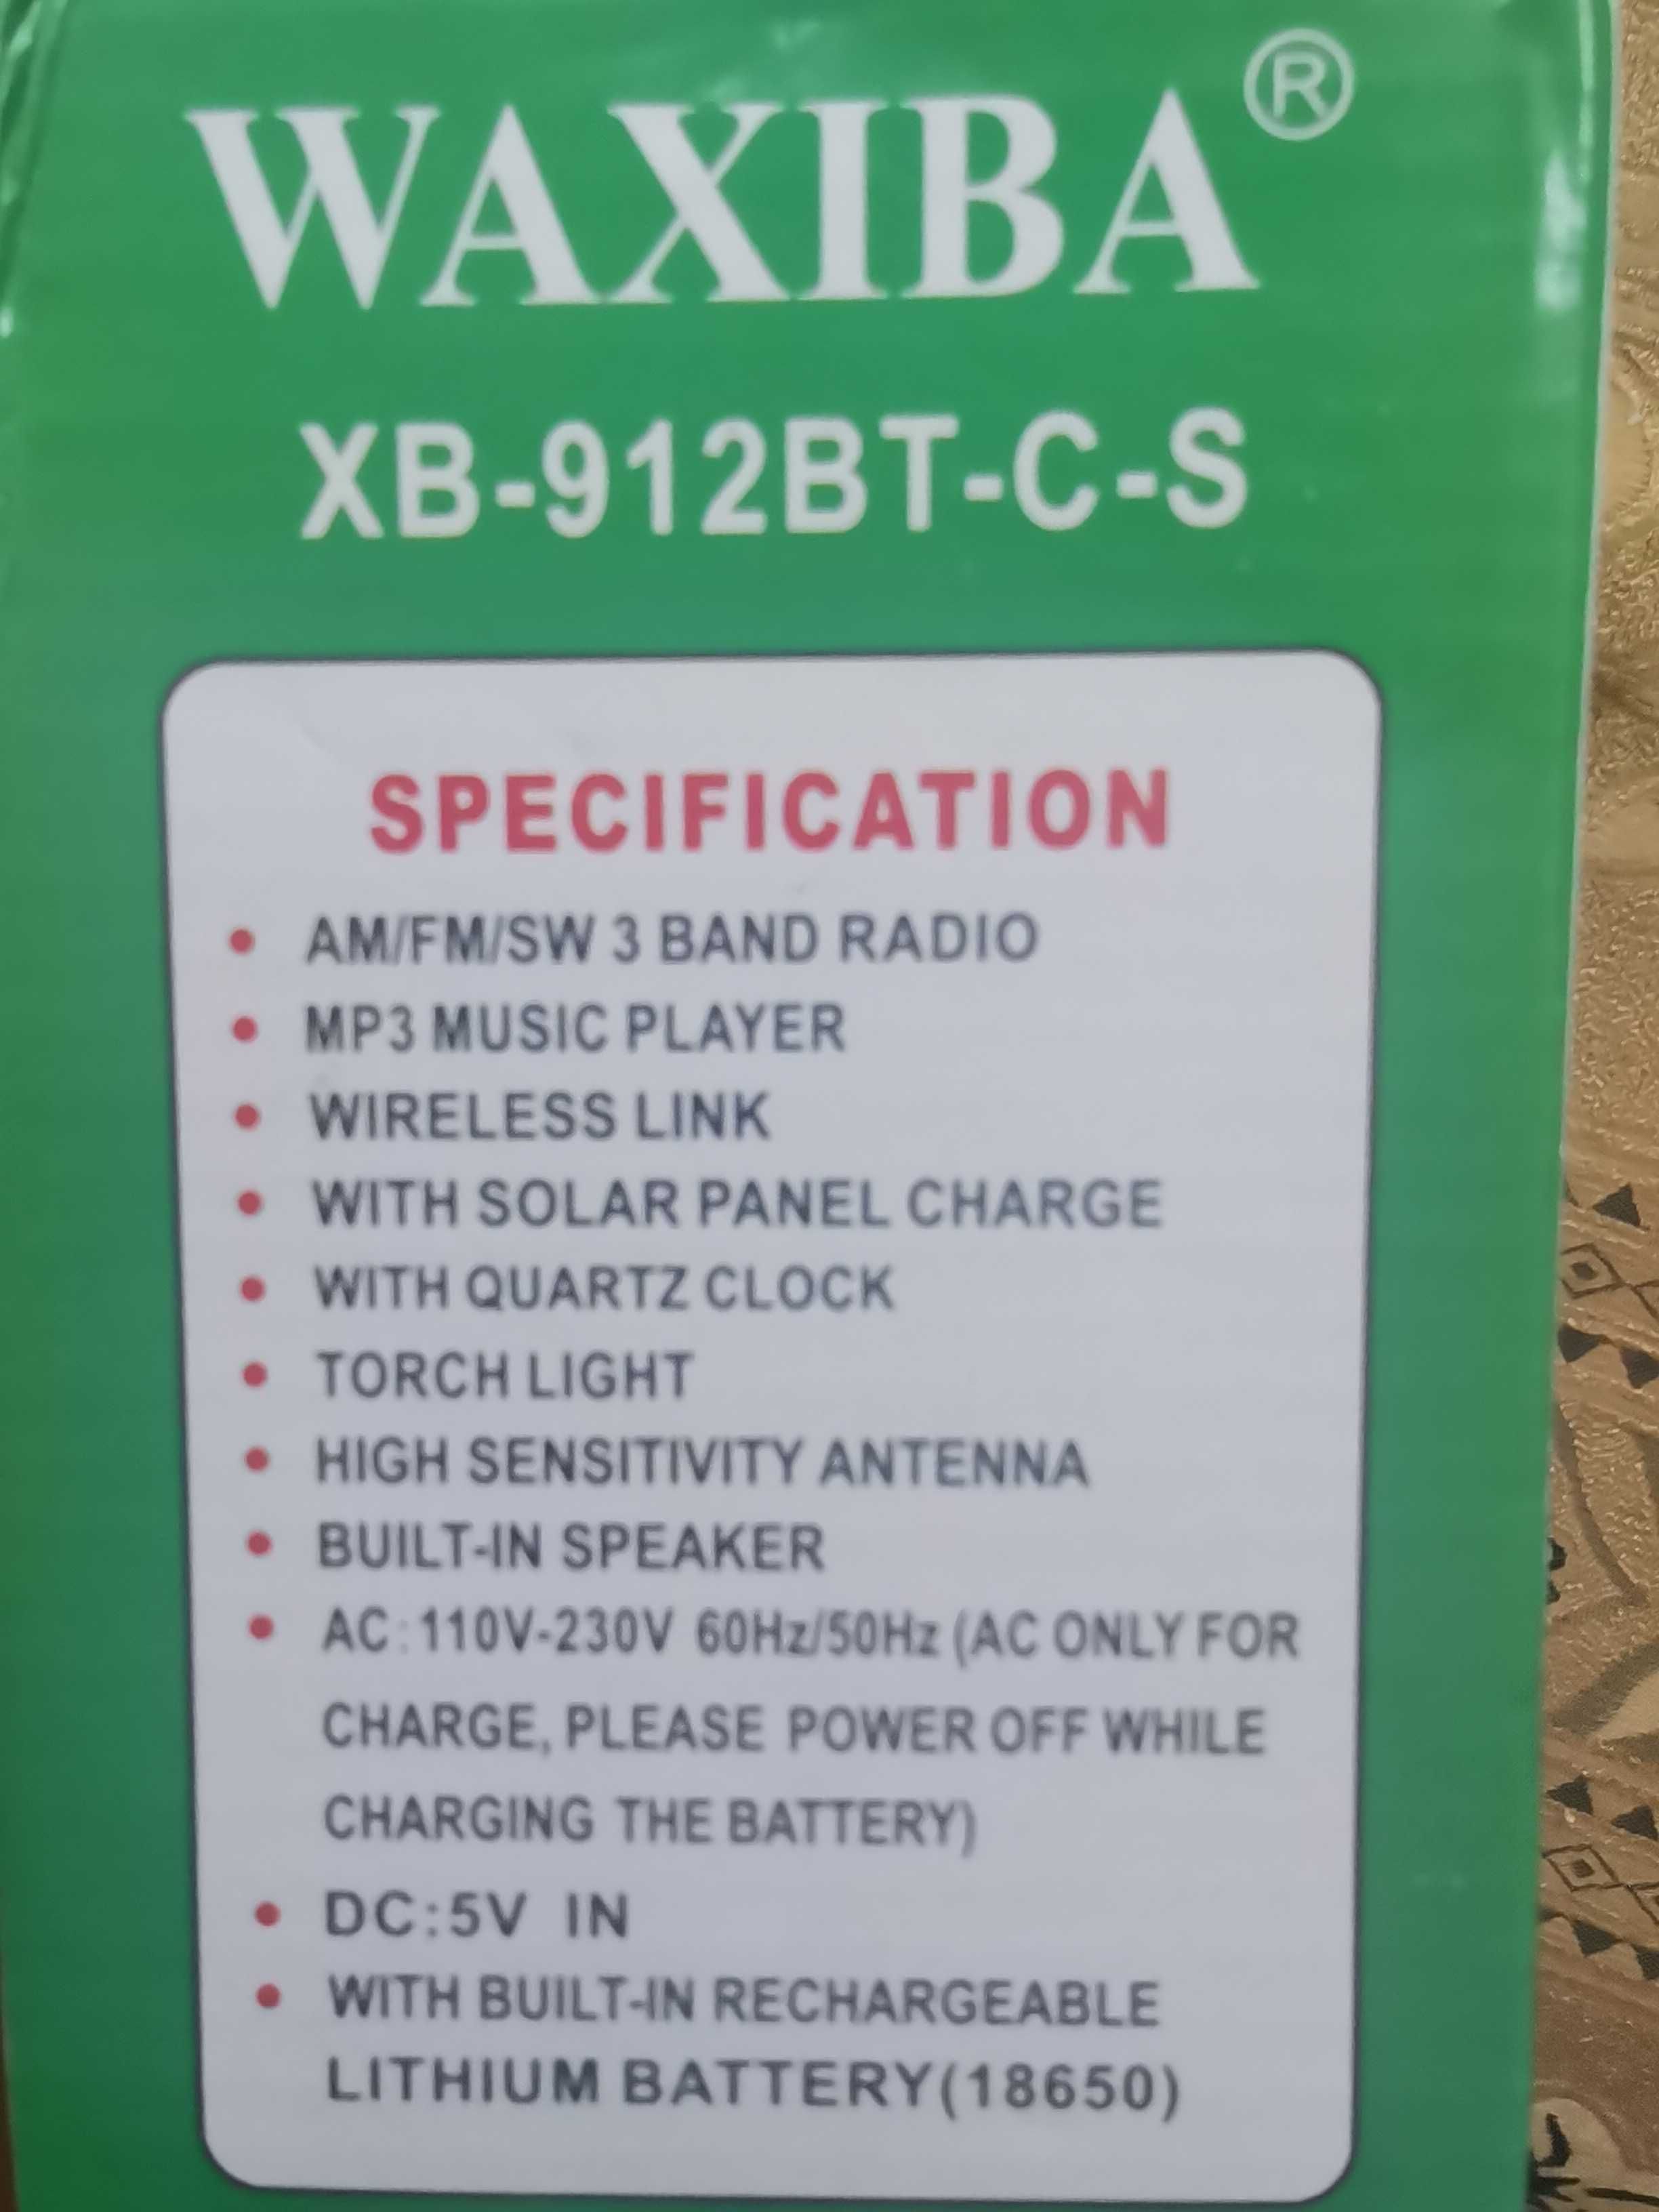 WAXIBA®
XB-912BT-C-S
SPECIFICATION
• AM/FM/SW 3 BAND RADIO
• MP3 MUSIC PLAYER
• WIRELESS LINK
• WITH SOLAR PANEL CHARGE
• WITH QUARTZ CLOCK
• TORCH LIGHT
• HIGH SENSITIVITY ANTENNA
• BUILT-IN SPEAKER
• AC:110V-230V 60Hz/50Hz (AC ONLY FOR
CHARGE, PLEASE POWER OFF WHILE
CHARGING THE BATTERY)
• DC:5V IN
• WITH BUILT-IN RECHARGEABLE
LITHIUM BATTERY(18650)